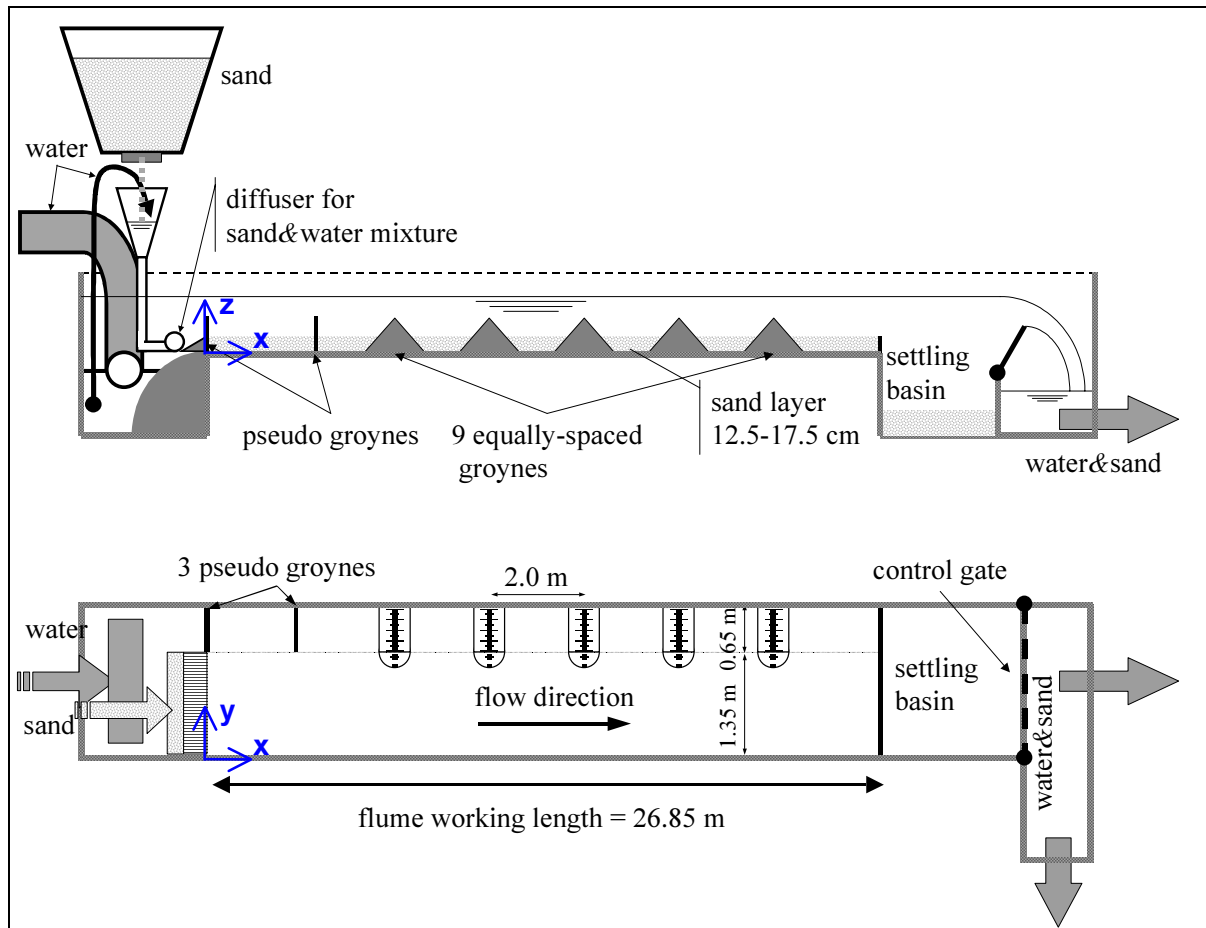 sand
water
diffuser for
sand&water mixture
z
x
settling
basin
pseudo groynes
9 equally-spaced
groynes
sand layer
12.5-17.5 cm
water&sand
3 pseudo groynes
2.0 m
control gate
water
0.65 m
flow direction
settling
basin
sand
y
x
1.35 m
water&sand
flume working length = 26.85 m